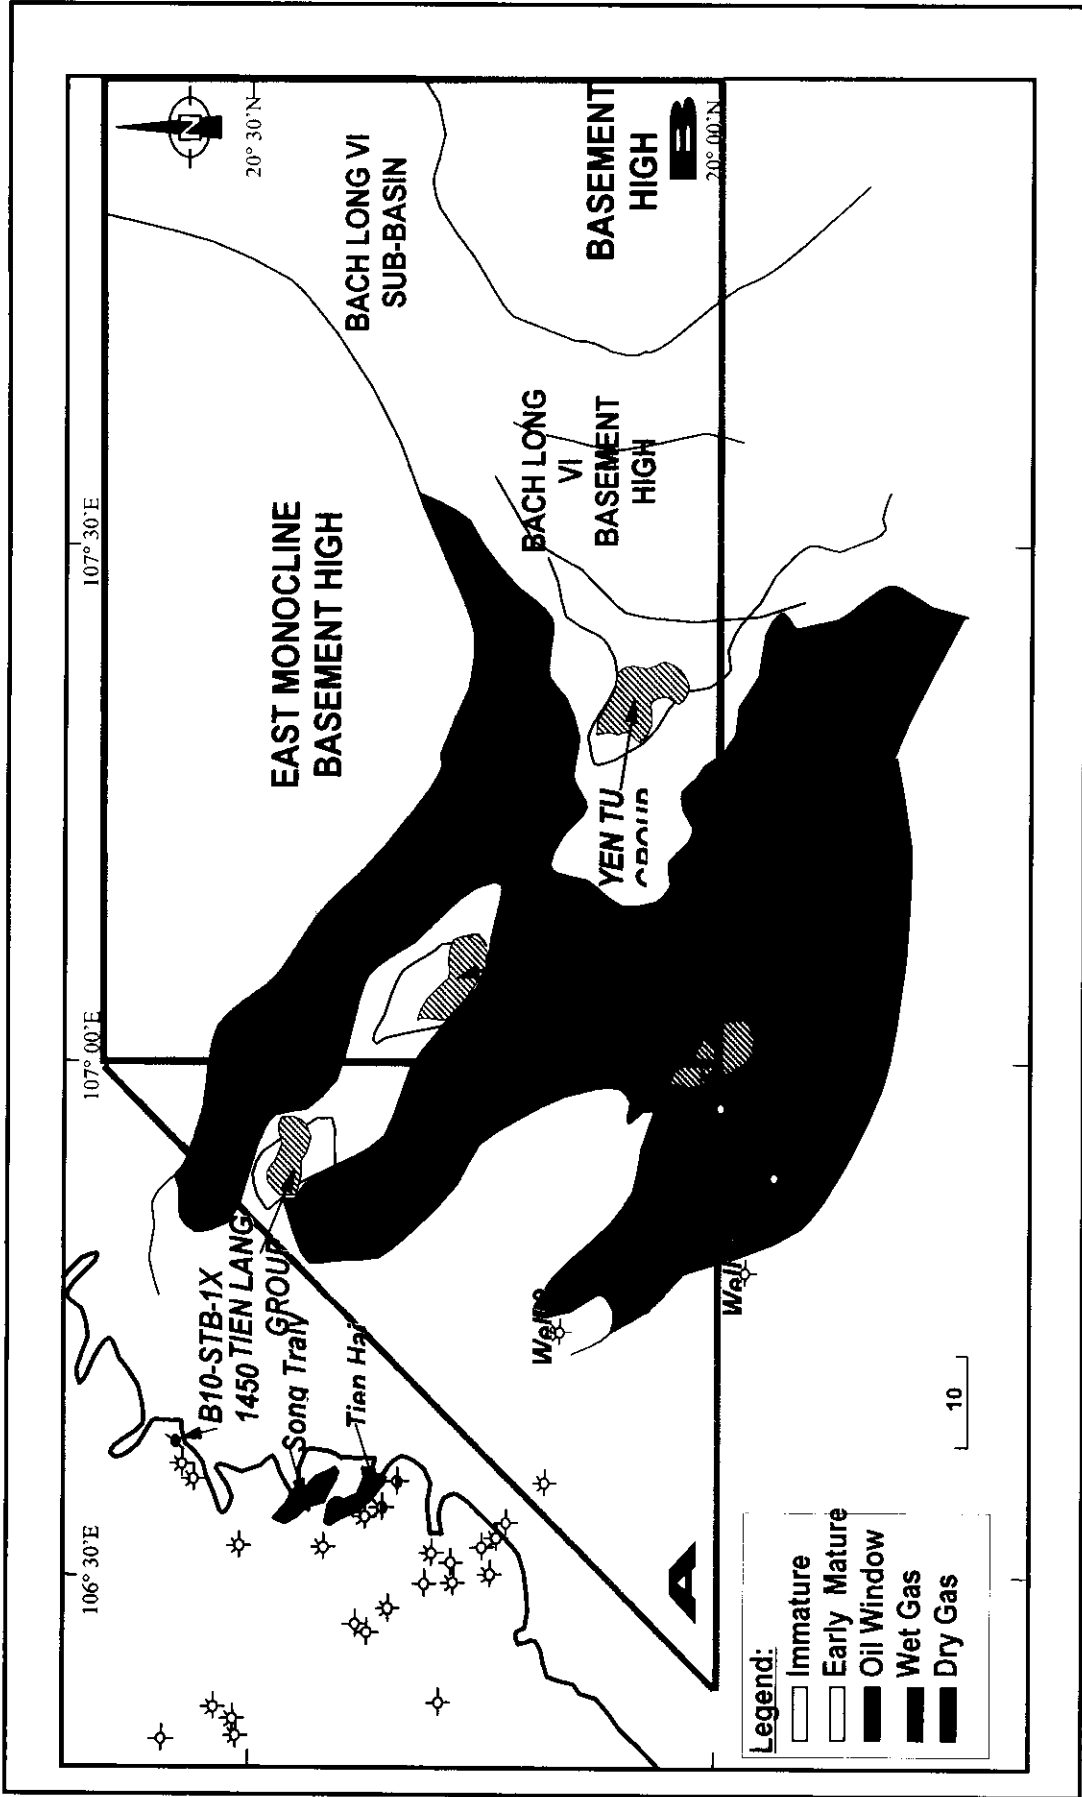 106° 30'E
107° 00'E
107° 30'E
N
20° 30'N
BACH LONG VI
SUB-BASIN
EAST MONOCLINE
BASEMENT HIGH
BASEMENT
HIGH
B
20° 00'N
BACH LONG
VI
BASEMENT
HIGH
B10-STB-1X
1450 TIEN LANG
GROUP
Song Traly
Tien Hai
YEN TU
GROUP
Well
Well
A
10
Legend:
Immature
Early Mature
Oil Window
Wet Gas
Dry Gas